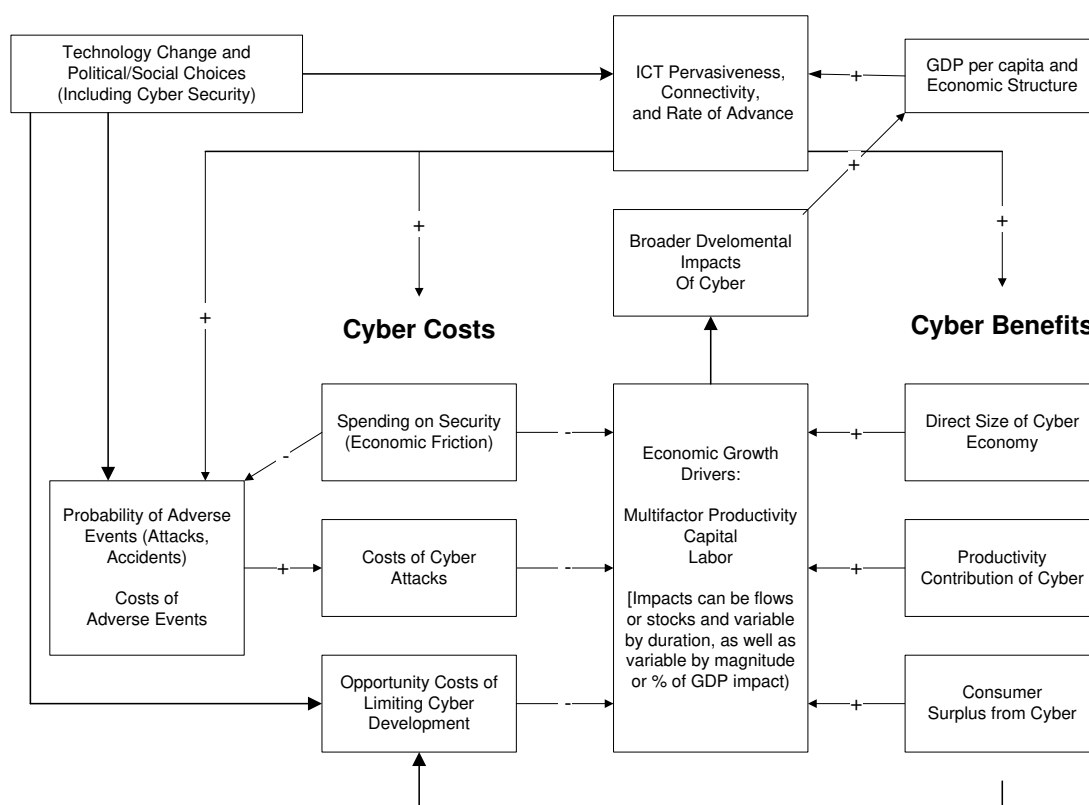 Technology Change and
Political/Social Choices
(Including Cyber Security)
ICT Pervasiveness,
Connectivity,
and Rate of Advance
+
GDP per capita and
Economic Structure
+
+
+
+
Broader Dvelomental
Impacts
Of Cyber
Cyber Costs
Cyber Benefits
Spending on Security
(Economic Friction)
-
-
Economic Growth
Drivers:
Multifactor Productivity
Capital
Labor
[Impacts can be flows
or stocks and variable
by duration, as well as
variable by magnitude
or % of GDP impact)
+
Direct Size of Cyber
Economy
Probability of Adverse
Events (Attacks,
Accidents)
Costs of
Adverse Events
+
Costs of Cyber
Attacks
-
+
Productivity
Contribution of Cyber
Opportunity Costs of
Limiting Cyber
Development
-
+
Consumer
Surplus from Cyber